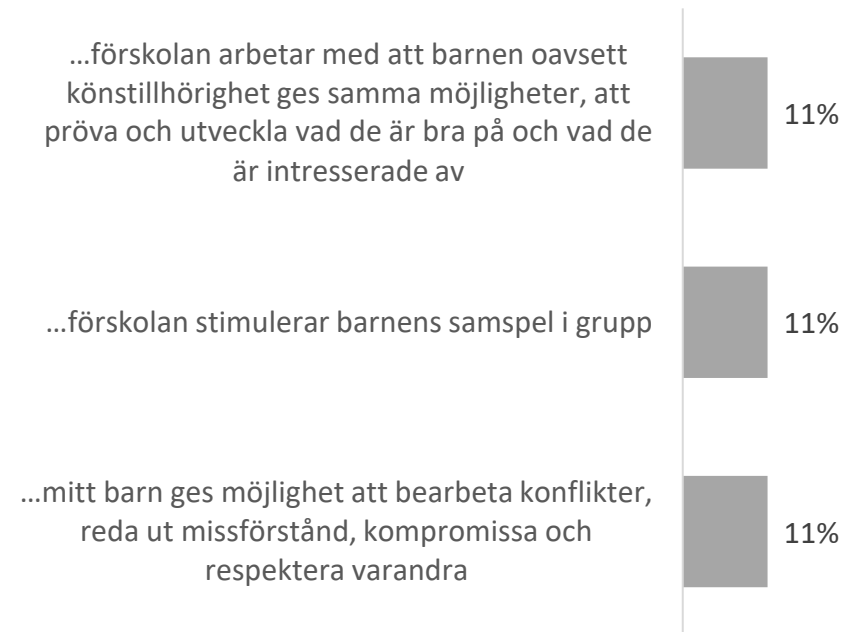 ...förskolan arbetar med att barnen oavsett
könstillhörighet ges samma möjligheter, att
pröva och utveckla vad de är bra på och vad de
är intresserade av
11%
...förskolan stimulerar barnens samspel i grupp
11%
...mitt barn ges möjlighet att bearbeta konflikter,
reda ut missförstånd, kompromissa och
respektera varandra
11%